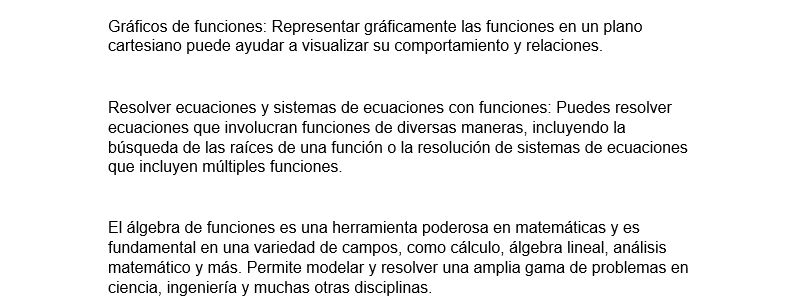 Gráficos de funciones: Representar gráficamente las funciones en un plano
cartesiano puede ayudar a visualizar su comportamiento y relaciones.
Resolver ecuaciones y sistemas de ecuaciones con funciones: Puedes resolver
ecuaciones que involucran funciones de diversas maneras, incluyendo la
búsqueda de las raíces de una función o la resolución de sistemas de ecuaciones
que incluyen múltiples funciones.
El álgebra de funciones es una herramienta poderosa en matemáticas y es
fundamental en una variedad de campos, como cálculo, álgebra lineal, análisis
matemático y más. Permite modelar y resolver una amplia gama de problemas en
ciencia, ingeniería y muchas otras disciplinas.